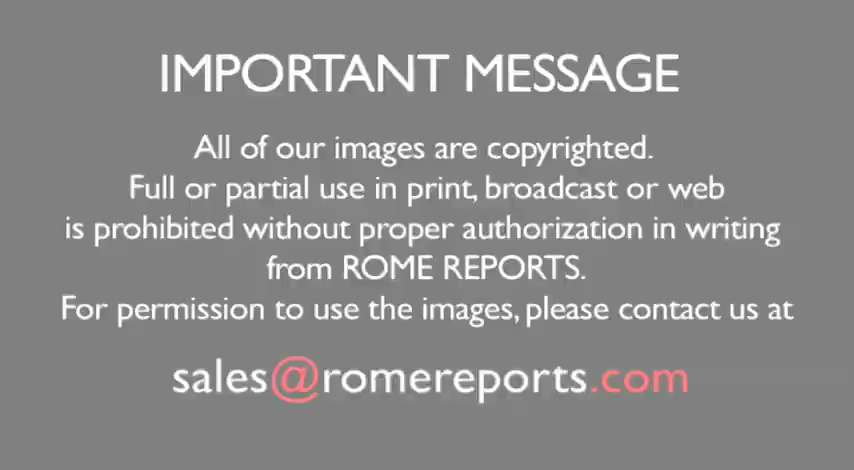 IMPORTANT MESSAGE
All of our images are copyrighted.
Full or partial use in print, broadcast or web
is prohibited without proper authorization in writing
from ROME REPORTS.
For permission to use the images, please contact us at
sales@romereports.com